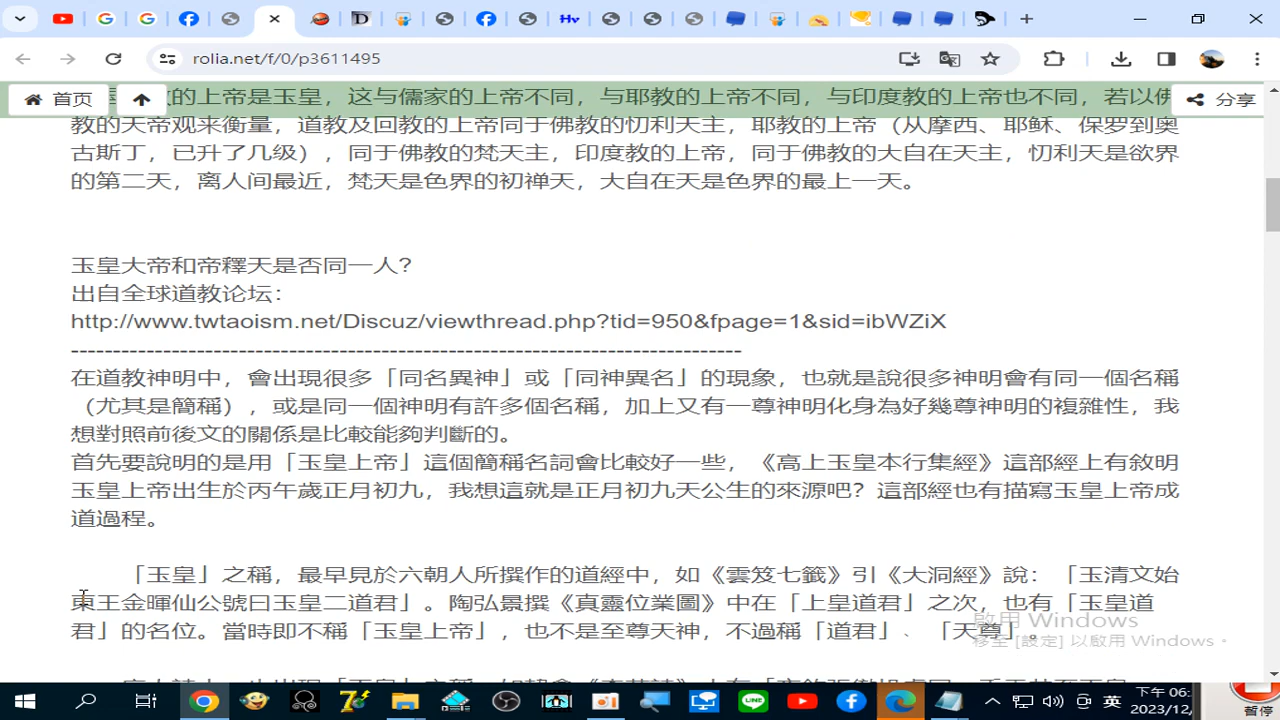 rolia.net/f/0/p3611495
首页
分享
教的上帝是玉皇，这与儒家的上帝不同，与耶教的上帝不同，与印度教的上帝也不同，若以佛
教的天帝观来衡量，道教及回教的上帝同于佛教的忉利天主，耶教的上帝（从摩西、耶稣、保罗到奥
古斯丁，已升了几级），同于佛教的梵天主，印度教的上帝，同于佛教的大自在天主，忉利天是欲界
的第二天，离人间最近，梵天是色界的初禅天，大自在天是色界的最上一天。
玉皇大帝和帝釋天是否同一人?
出自全球道教论坛：
http://www.twtaoism.net/Discuz/viewthread.php?tid=950&fpage=1&sid=ibWZiX
--------------------------------------------------------------------------------
在道教神明中，會出現很多「同名異神」或「同神異名」的現象，也就是說很多神明會有同一個名稱
（尤其是簡稱），或是同一個神明有許多個名稱，加上又有一尊神明化身為好幾尊神明的複雜性，我
想對照前後文的關係是比較能夠判斷的。
首先要說明的是用「玉皇上帝」這個簡稱名詞會比較好一些，《高上玉皇本行集經》這部經上有敘明
玉皇上帝出生於丙午歲正月初九，我想這就是正月初九天公生的來源吧？這部經也有描寫玉皇上帝成
道過程。
「玉皇」之稱，最早見於六朝人所撰作的道經中，如《雲笈七籤》引《大洞經》說：「玉清文始
東王金暉仙公號曰玉皇二道君」。陶弘景撰《真靈位業圖》中在「上皇道君」之次，也有「玉皇道
君」的名位。當時即不稱「玉皇上帝」，也不是至尊天神，不過稱「道君」、「天尊」。
啟用 Windows
移至 [設定] 以啟用 Windows。
英
下午 06:
2023/12/
暫停